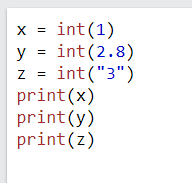 x = int(1)
y = int(2.8)
z = int("3")
print(x)
print(y)
print(z)